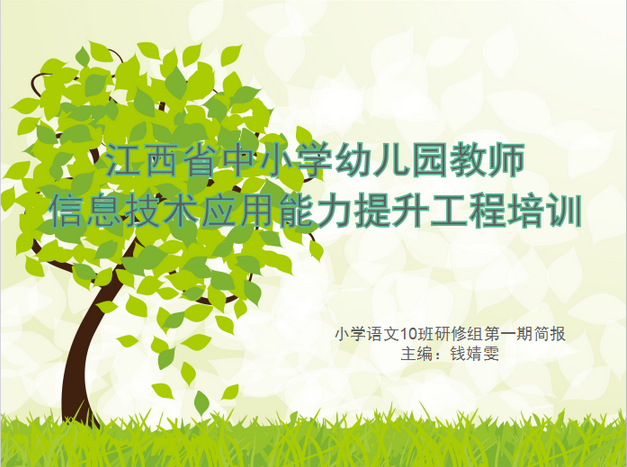 江西省中小学幼儿园教师
信息技术应用能力提升工程培训
小学语文10班研修组第一期简报
主编：钱婧雯